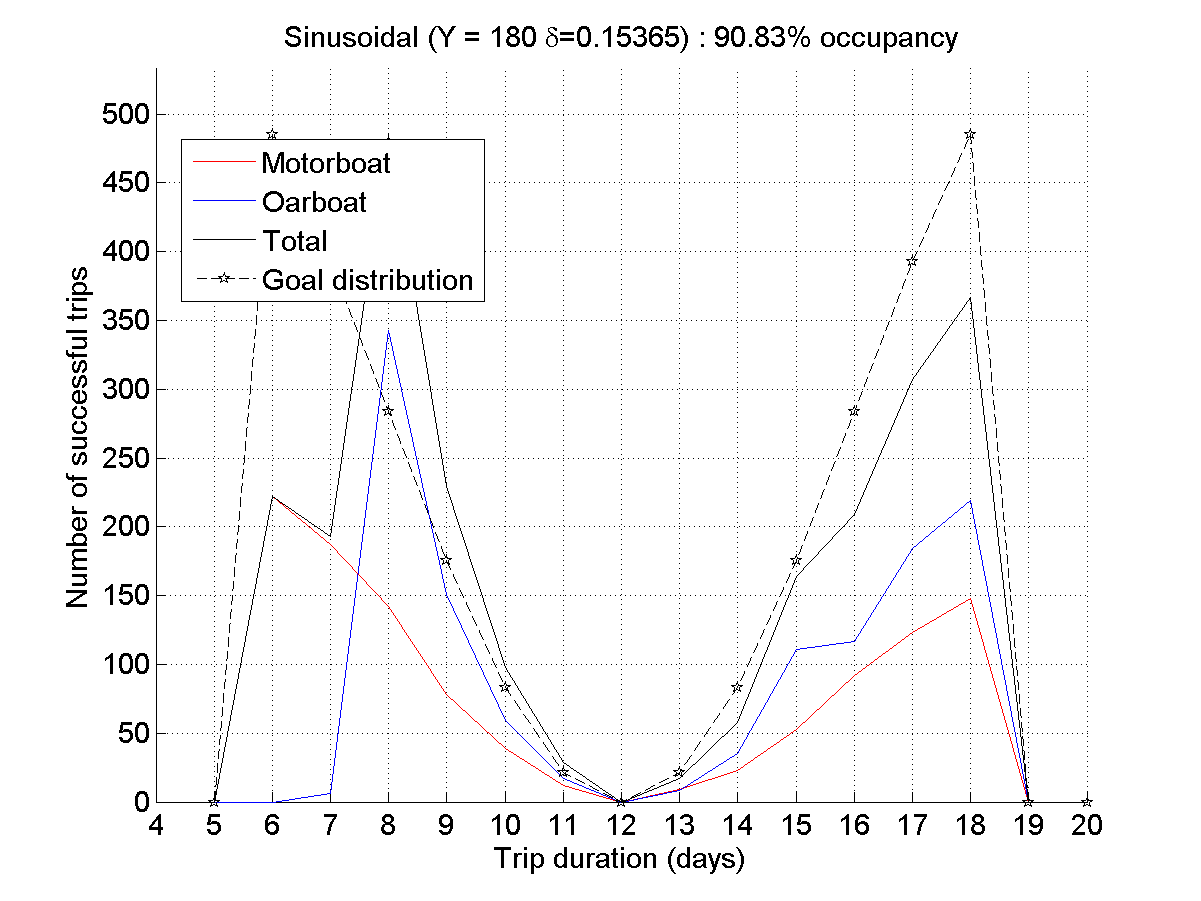 Sinusoidal (Y = 180 δ=0.15365) : 90.83% occupancy
500
450
400
350
300
250
200
150
100
50
0
Number of successful trips
Motorboat
Oarboat
Total
Goal distribution
4 5 6 7 8 9 10 11 12 13 14 15 16 17 18 19 20
Trip duration (days)